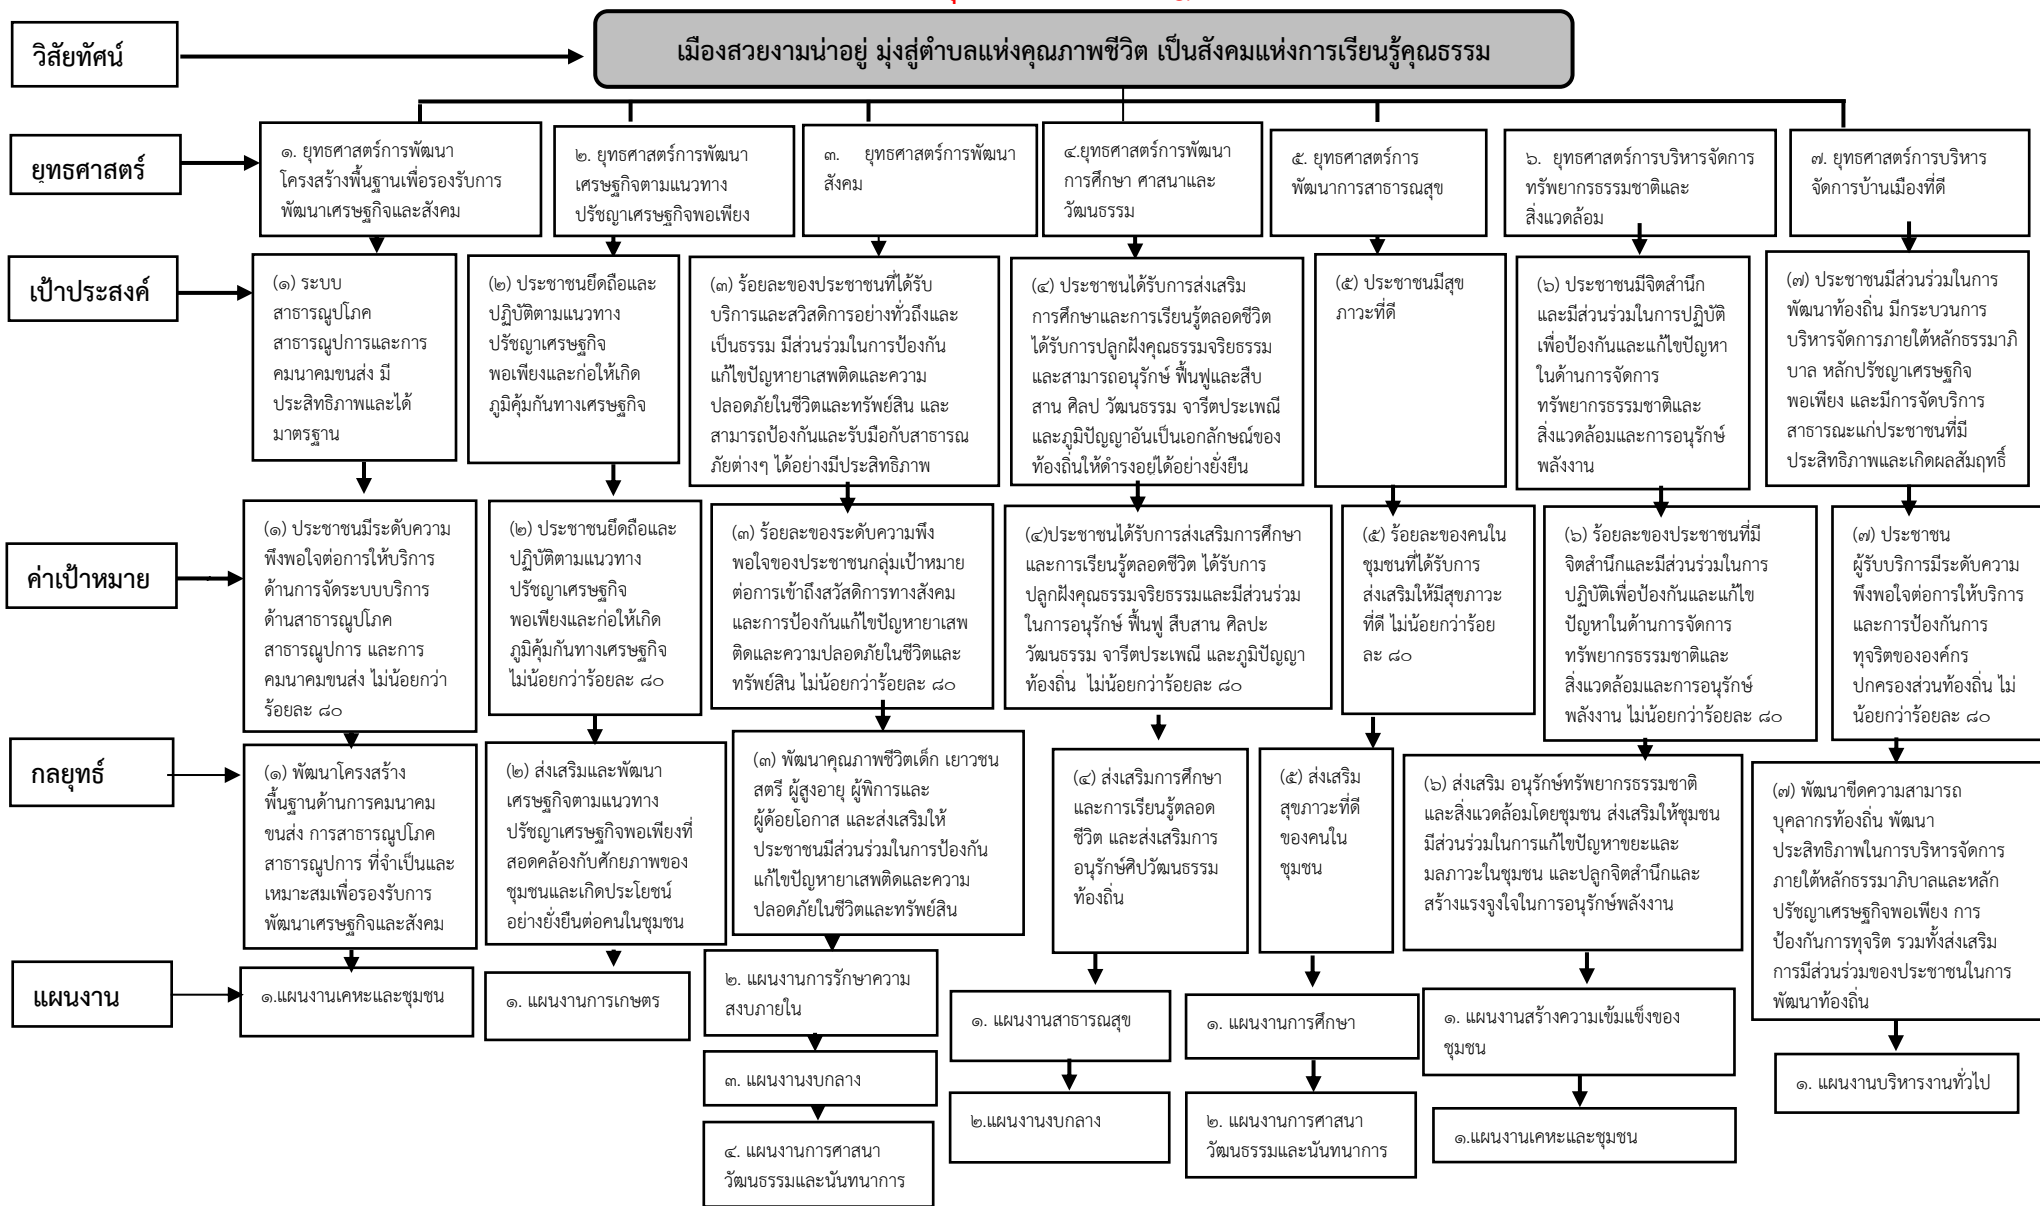 วิสัยทัศน์
เมืองสวยงามน่าอยู่ มุ่งสู่ตำบลแห่งคุณภาพชีวิต เป็นสังคมแห่งการเรียนรู้คุณธรรม
ยุทธศาสตร์
๑. ยุทธศาสตร์การพัฒนา
โครงสร้างพื้นฐานเพื่อรองรับการ
พัฒนาเศรษฐกิจและสังคม
๒. ยุทธศาสตร์การพัฒนา
เศรษฐกิจตามแนวทาง
ปรัชญาเศรษฐกิจพอเพียง
๓. ยุทธศาสตร์การพัฒนา
สังคม
๔.ยุทธศาสตร์การพัฒนา
การศึกษา ศาสนาและ
วัฒนธรรม
๕. ยุทธศาสตร์การ
พัฒนาการสาธารณสุข
๖. ยุทธศาสตร์การบริหารจัดการ
ทรัพยากรธรรมชาติและ
สิ่งแวดล้อม
๗. ยุทธศาสตร์การบริหาร
จัดการบ้านเมืองที่ดี
เป้าประสงค์
(๑) ระบบ
สาธารณูปโภค
สาธารณูปการและการ
คมนาคมขนส่ง มี
ประสิทธิภาพและได้
มาตรฐาน
(๒) ประชาชนยึดถือและ
ปฏิบัติตามแนวทาง
ปรัชญาเศรษฐกิจ
พอเพียงและก่อให้เกิด
ภูมิคุ้มกันทางเศรษฐกิจ
(๓) ร้อยละของประชาชนที่ได้รับ
บริการและสวัสดิการอย่างทั่วถึงและ
เป็นธรรม มีส่วนร่วมในการป้องกัน
แก้ไขปัญหายาเสพติดและความ
ปลอดภัยในชีวิตและทรัพย์สิน และ
สามารถป้องกันและรับมือกับสาธารณ
ภัยต่างๆ ได้อย่างมีประสิทธิภาพ
(๔) ประชาชนได้รับการส่งเสริม
การศึกษาและการเรียนรู้ตลอดชีวิต
ได้รับการปลูกฝังคุณธรรมจริยธรรม
และสามารถอนุรักษ์ ฟื้นฟูและสืบ
สาน ศิลป วัฒนธรรม จารีตประเพณี
และภูมิปัญญาอันเป็นเอกลักษณ์ของ
ท้องถิ่นให้ดำรงอยู่ได้อย่างยั่งยืน
(๕) ประชาชนมีสุข
ภาวะที่ดี
(๖) ประชาชนมีจิตสำนึก
และมีส่วนร่วมในการปฏิบัติ
เพื่อป้องกันและแก้ไขปัญหา
ในด้านการจัดการ
ทรัพยากรธรรมชาติและ
สิ่งแวดล้อมและการอนุรักษ์
พลังงาน
(๗) ประชาชนมีส่วนร่วมในการ
พัฒนาท้องถิ่น มีกระบวนการ
บริหารจัดการภายใต้หลักธรรมาภิ
บาล หลักปรัชญาเศรษฐกิจ
พอเพียง และมีการจัดบริการ
สาธารณะแก่ประชาชนที่มี
ประสิทธิภาพและเกิดผลสัมฤทธิ์
ค่าเป้าหมาย
(๑) ประชาชนมีระดับความ
พึงพอใจต่อการให้บริการ
ด้านการจัดระบบบริการ
ด้านสาธารณูปโภค
สาธารณูปการ และการ
คมนาคมขนส่ง ไม่น้อยกว่า
ร้อยละ ๘๐
(๒) ประชาชนยึดถือและ
ปฏิบัติตามแนวทาง
ปรัชญาเศรษฐกิจ
พอเพียงและก่อให้เกิด
ภูมิคุ้มกันทางเศรษฐกิจ
ไม่น้อยกว่าร้อยละ ๘๐
(๓) ร้อยละของระดับความพึง
พอใจของประชาชนกลุ่มเป้าหมาย
ต่อการเข้าถึงสวัสดิการทางสังคม
และการป้องกันแก้ไขปัญหายาเสพ
ติดและความปลอดภัยในชีวิตและ
ทรัพย์สิน ไม่น้อยกว่าร้อยละ ๘๐
(๔)ประชาชนได้รับการส่งเสริมการศึกษา
และการเรียนรู้ตลอดชีวิต ได้รับการ
ปลูกฝังคุณธรรมจริยธรรมและมีส่วนร่วม
ในการอนุรักษ์ ฟื้นฟู สืบสาน ศิลปะ
วัฒนธรรม จารีตประเพณี และภูมิปัญญา
ท้องถิ่น ไม่น้อยกว่าร้อยละ ๘๐
(๕) ร้อยละของคนใน
ชุมชนที่ได้รับการ
ส่งเสริมให้มีสุขภาวะ
ที่ดี ไม่น้อยกว่าร้อย
ละ ๘๐
(๖) ร้อยละของประชาชนที่มี
จิตสำนึกและมีส่วนร่วมในการ
ปฏิบัติเพื่อป้องกันและแก้ไข
ปัญหาในด้านการจัดการ
ทรัพยากรธรรมชาติและ
สิ่งแวดล้อมและการอนุรักษ์
พลังงาน ไม่น้อยกว่าร้อยละ ๘๐
(๗) ประชาชน
ผู้รับบริการมีระดับความ
พึงพอใจต่อการให้บริการ
และการป้องกันการ
ทุจริตขององค์กร
ปกครองส่วนท้องถิ่น ไม่
น้อยกว่าร้อยละ ๘๐
กลยุทธ์
(๑) พัฒนาโครงสร้าง
พื้นฐานด้านการคมนาคม
ขนส่ง การสาธารณูปโภค
สาธารณูปการ ที่จำเป็นและ
เหมาะสมเพื่อรองรับการ
พัฒนาเศรษฐกิจและสังคม
(๒) ส่งเสริมและพัฒนา
เศรษฐกิจตามแนวทาง
ปรัชญาเศรษฐกิจพอเพียงที่
สอดคล้องกับศักยภาพของ
ชุมชนและเกิดประโยชน์
อย่างยั่งยืนต่อคนในชุมชน
(๓) พัฒนาคุณภาพชีวิตเด็ก เยาวชน
สตรี ผู้สูงอายุ ผู้พิการและ
ผู้ด้อยโอกาส และส่งเสริมให้
ประชาชนมีส่วนร่วมในการป้องกัน
แก้ไขปัญหายาเสพติดและความ
ปลอดภัยในชีวิตและทรัพย์สิน
(๔) ส่งเสริมการศึกษา
และการเรียนรู้ตลอด
ชีวิต และส่งเสริมการ
อนุรักษ์ศิปวัฒนธรรม
ท้องถิ่น
(๕) ส่งเสริม
สุขภาวะที่ดี
ของคนใน
ชุมชน
(๖) ส่งเสริม อนุรักษ์ทรัพยากรธรรมชาติ
และสิ่งแวดล้อมโดยชุมชน ส่งเสริมให้ชุมชน
มีส่วนร่วมในการแก้ไขปัญหาขยะและ
มลภาวะในชุมชน และปลูกจิตสำนึกและ
สร้างแรงจูงใจในการอนุรักษ์พลังงาน
(๗) พัฒนาขีดความสามารถ
บุคลากรท้องถิ่น พัฒนา
ประสิทธิภาพในการบริหารจัดการ
ภายใต้หลักธรรมาภิบาลและหลัก
ปรัชญาเศรษฐกิจพอเพียง การ
ป้องกันการทุจริต รวมทั้งส่งเสริม
การมีส่วนร่วมของประชาชนในการ
พัฒนาท้องถิ่น
แผนงาน
๑.แผนงานเคหะและชุมชน
๑. แผนงานการเกษตร
๒. แผนงานการรักษาความ
สงบภายใน
๓. แผนงานงบกลาง
๔. แผนงานการศาสนา
วัฒนธรรมและนันทนาการ
๑. แผนงานสาธารณสุข
๒.แผนงานงบกลาง
๑. แผนงานการศึกษา
๒. แผนงานการศาสนา
วัฒนธรรมและนันทนาการ
๑. แผนงานสร้างความเข้มแข็งของ
ชุมชน
๑.แผนงานเคหะและชุมชน
๑. แผนงานบริหารงานทั่วไป